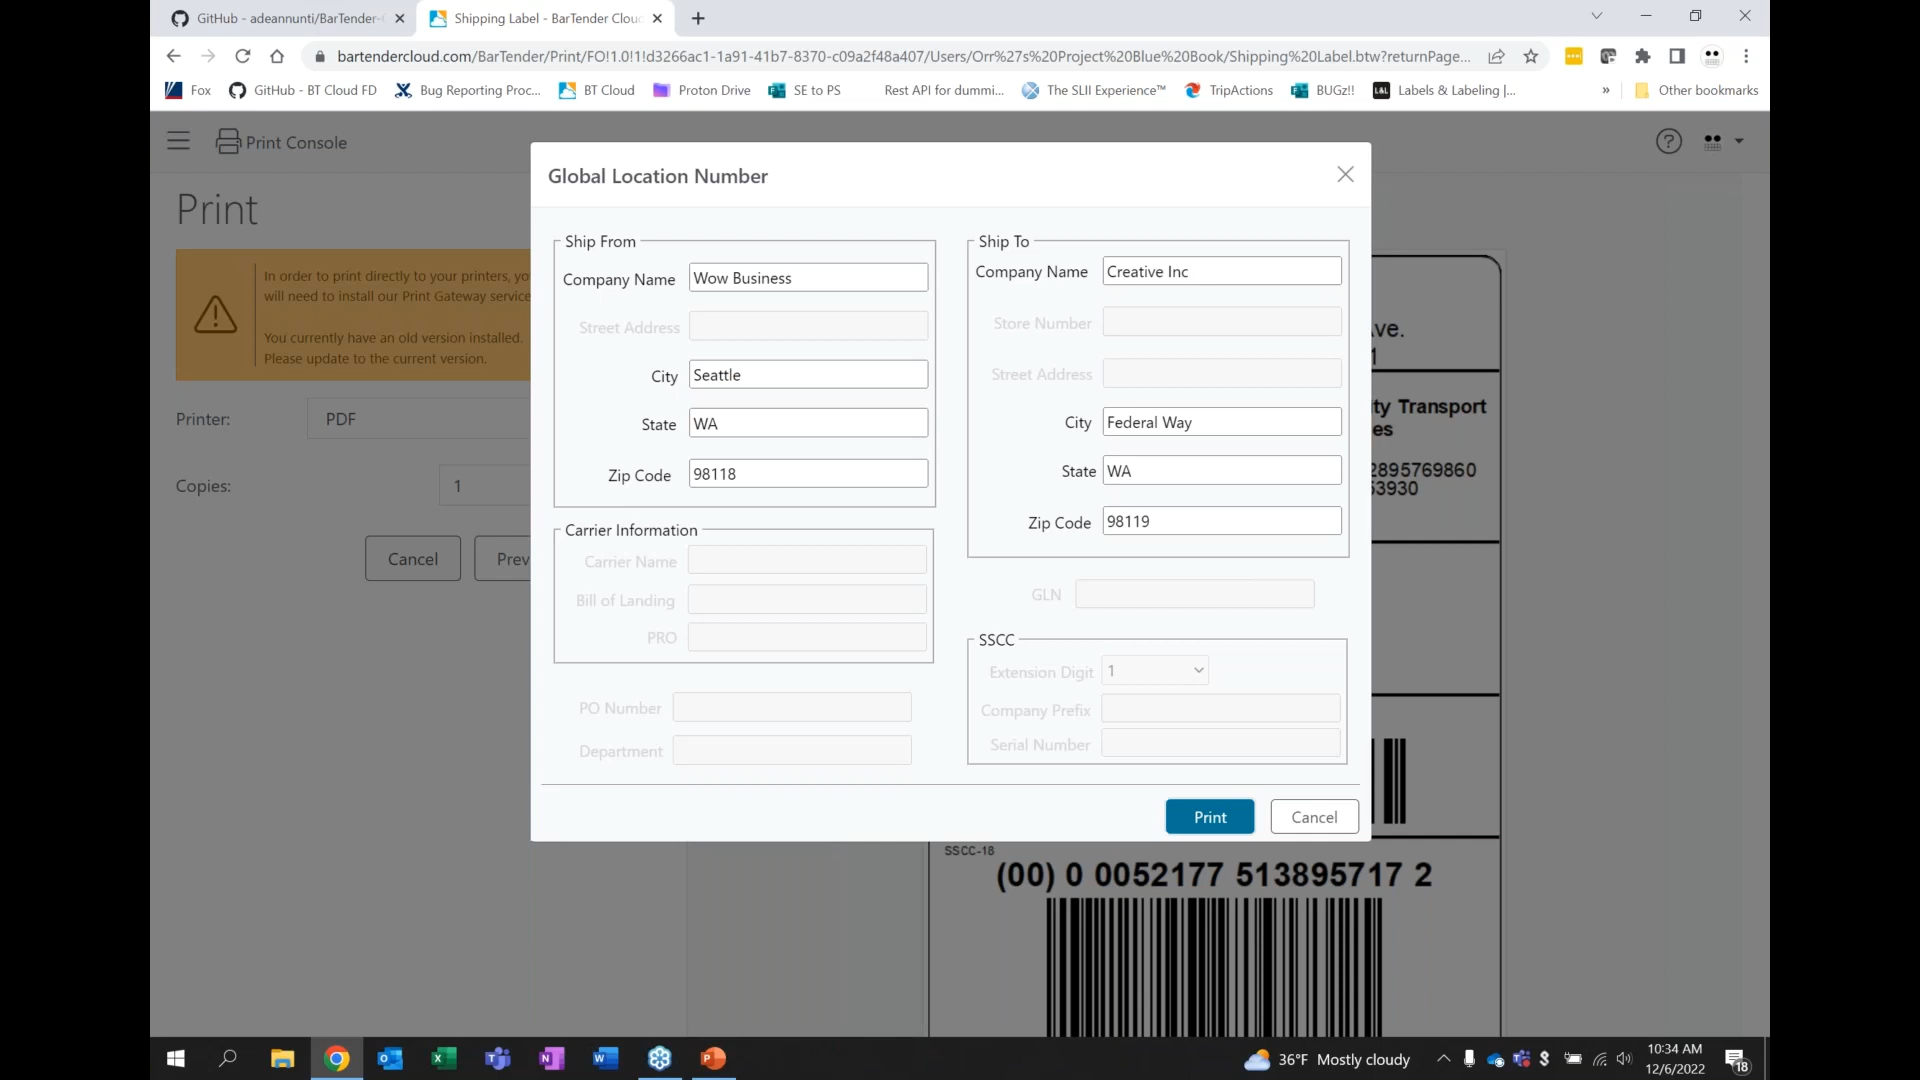 GitHub - adeannunti/BarTender-
Shipping Label - BarTender Clou
bartendercloud.com/BarTender/Print/FO!1.0!1!d3266ac1-1a91-41b7-8370-c09a2f48a407/Users/Orr%27s%20Project%20Blue%20Book/Shipping%20Label.btw?returnPage...
Fox
GitHub - BT Cloud FD
Bug Reporting Proc...
BT Cloud
Proton Drive
SE to PS
Rest API for dummi...
The SLII Experience™
TripActions
BUGz!!
L&L Labels & Labeling |...
»
Other bookmarks
Print Console
Print
In order to print directly to your printers, yo
will need to install our Print Gateway service
You currently have an old version installed.
Please update to the current version.
Printer:
PDF
Copies:
1
Cancel
Prev
Global Location Number
Ship From
Company Name
Wow Business
Street Address
City
Seattle
State
WA
Zip Code
98118
Carrier Information
Carrier Name
Bill of Landing
PRO
PO Number
Department
Ship To
Company Name
Creative Inc
Store Number
Street Address
City
Federal Way
State
WA
Zip Code
98119
GLN
SSCC
Extension Digit
1
Company Prefix
Serial Number
Print
Cancel
ve.
1
ty Transport
es
2895769860
53930
SSCC-18
(00) 0 0052177 513895717 2
36°F Mostly cloudy
10:34 AM
12/6/2022
18